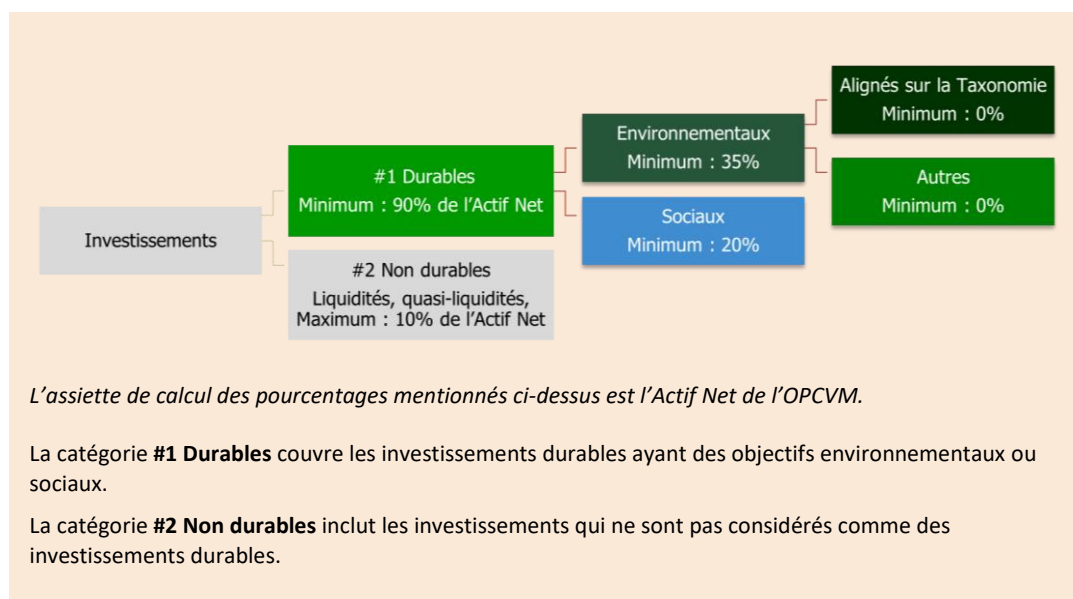 Investissements
#1 Durables
Minimum : 90% de l'Actif Net
#2 Non durables
Liquidités, quasi-liquidités,
Maximum : 10% de l'Actif Net
Environnementaux
Minimum : 35%
Sociaux
Minimum : 20%
Alignés sur la Taxonomie
Minimum : 0%
Autres
Minimum : 0%
L'assiette de calcul des pourcentages mentionnés ci-dessus est l'Actif Net de l'OPCVM.
La catégorie #1 Durables couvre les investissements durables ayant des objectifs environnementaux ou
sociaux.
La catégorie #2 Non durables inclut les investissements qui ne sont pas considérés comme des
investissements durables.